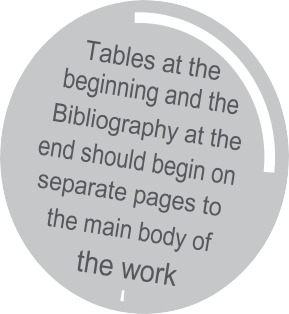 Tables at the
beginning and the
Bibliography at the
end should begin on
separate pages to
the main body of
the work